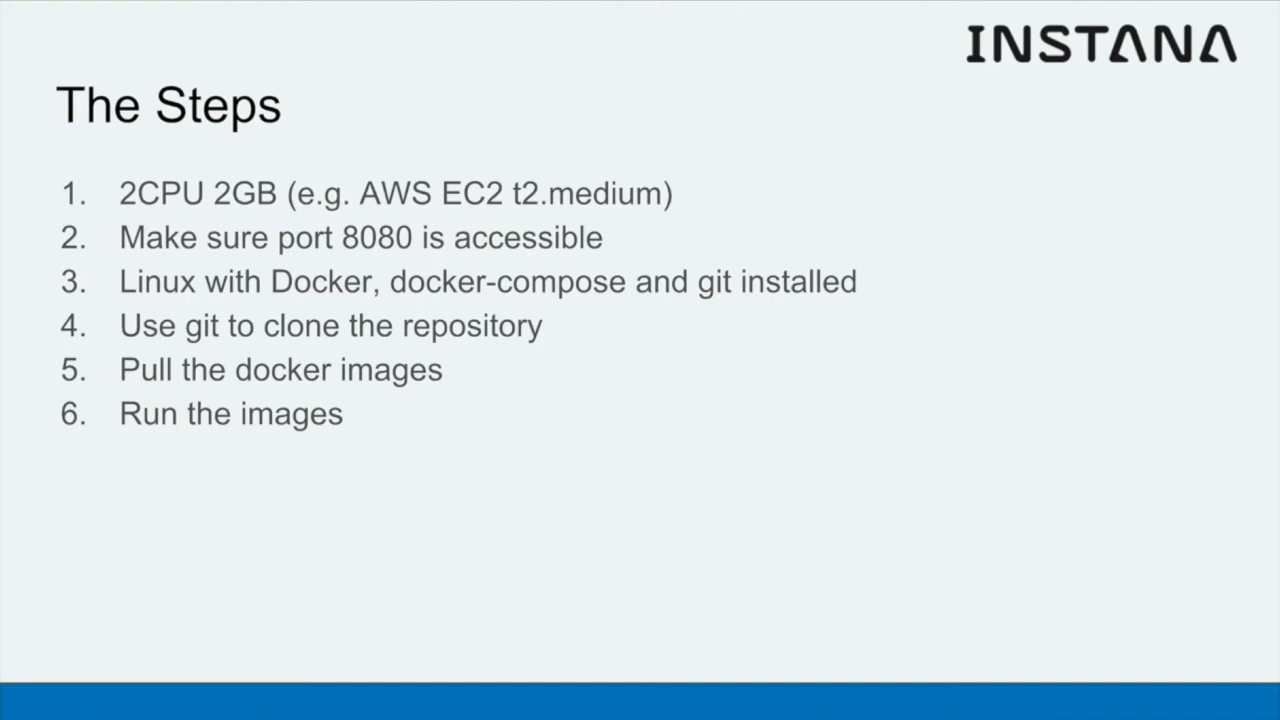 INSTANA
The Steps
1. 2CPU 2GB (e.g. AWS EC2 t2.medium)
2. Make sure port 8080 is accessible
3. Linux with Docker, docker-compose and git installed
4. Use git to clone the repository
5. Pull the docker images
6. Run the images